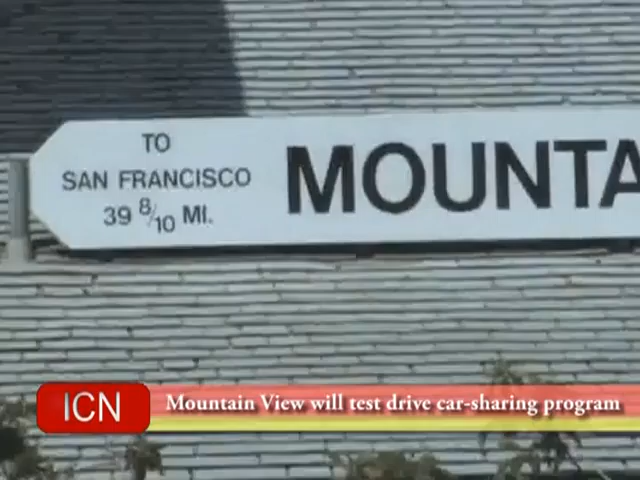 TO
SAN FRANCISCO
39 8/10 MI.
MOUNTA
ICN
Mountain View will test drive car-sharing program